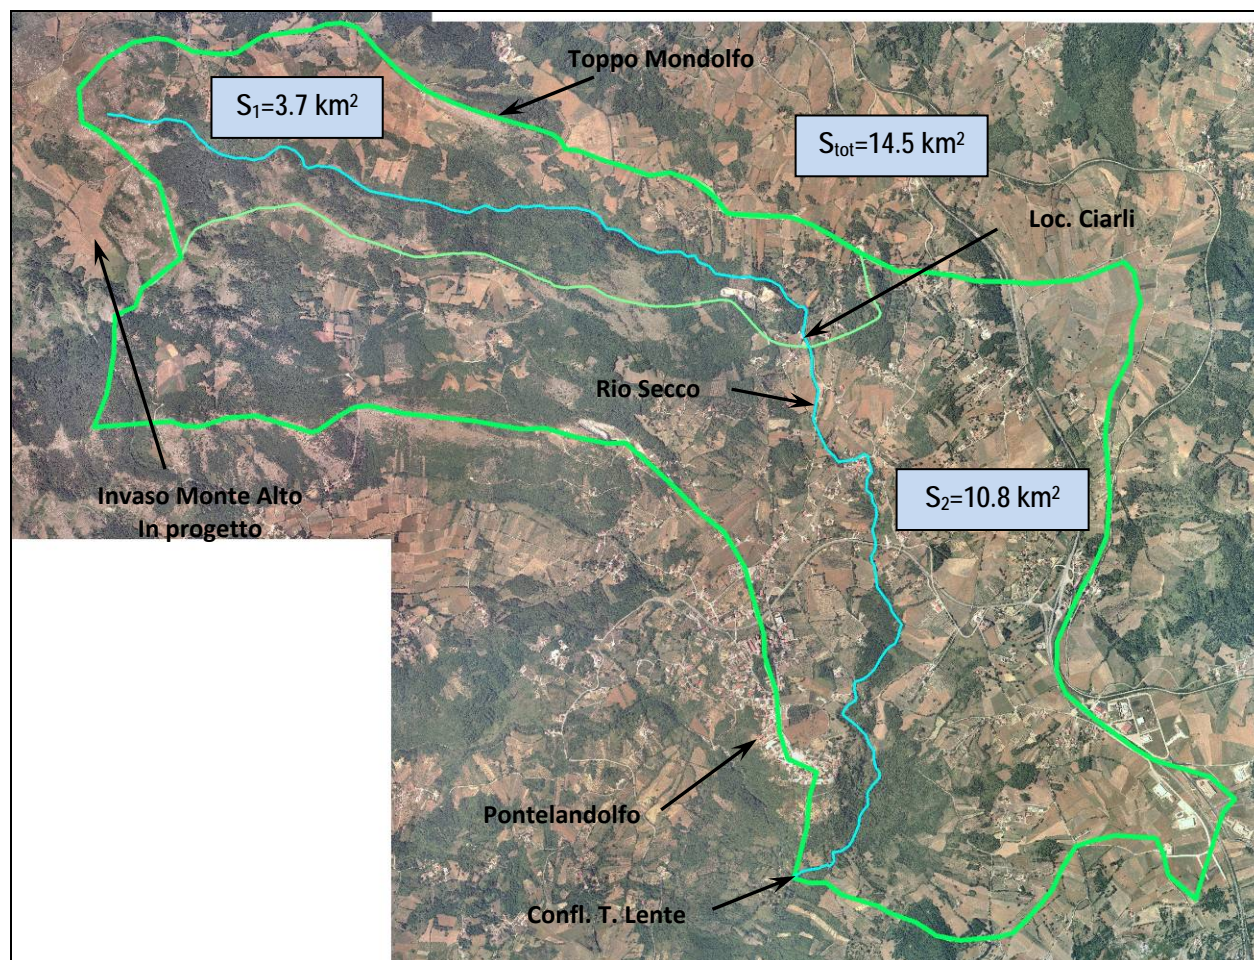 Toppo Mondolfo
S₁=3.7 km²
Sₜₒₜ=14.5 km²
Loc. Ciarli
Rio Secco
Invaso Monte Alto
In progetto
S₂=10.8 km²
Pontelandolfo
Confl. T. Lente